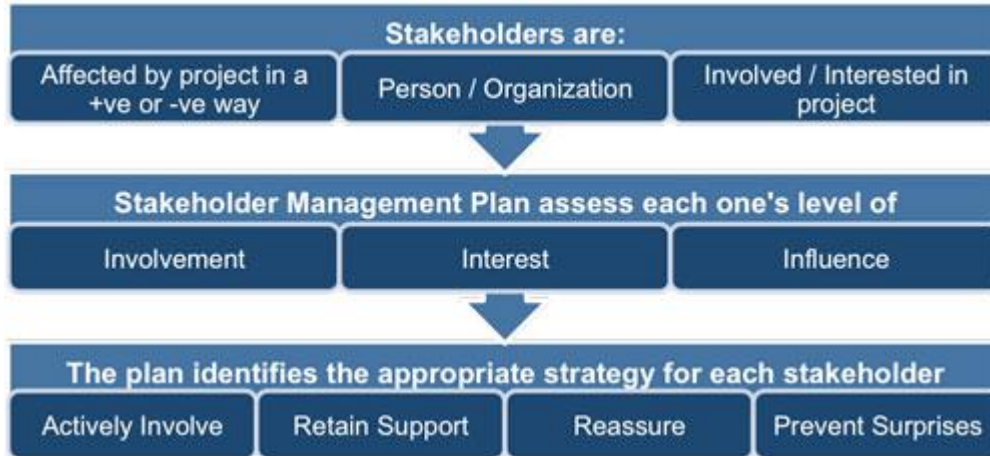 Stakeholders are:
Affected by project in a
+ve or -ve way
Person / Organization
Involved / Interested in
project
Stakeholder Management Plan assess each one's level of
Involvement
Interest
Influence
The plan identifies the appropriate strategy for each stakeholder
Actively Involve
Retain Support
Reassure
Prevent Surprises